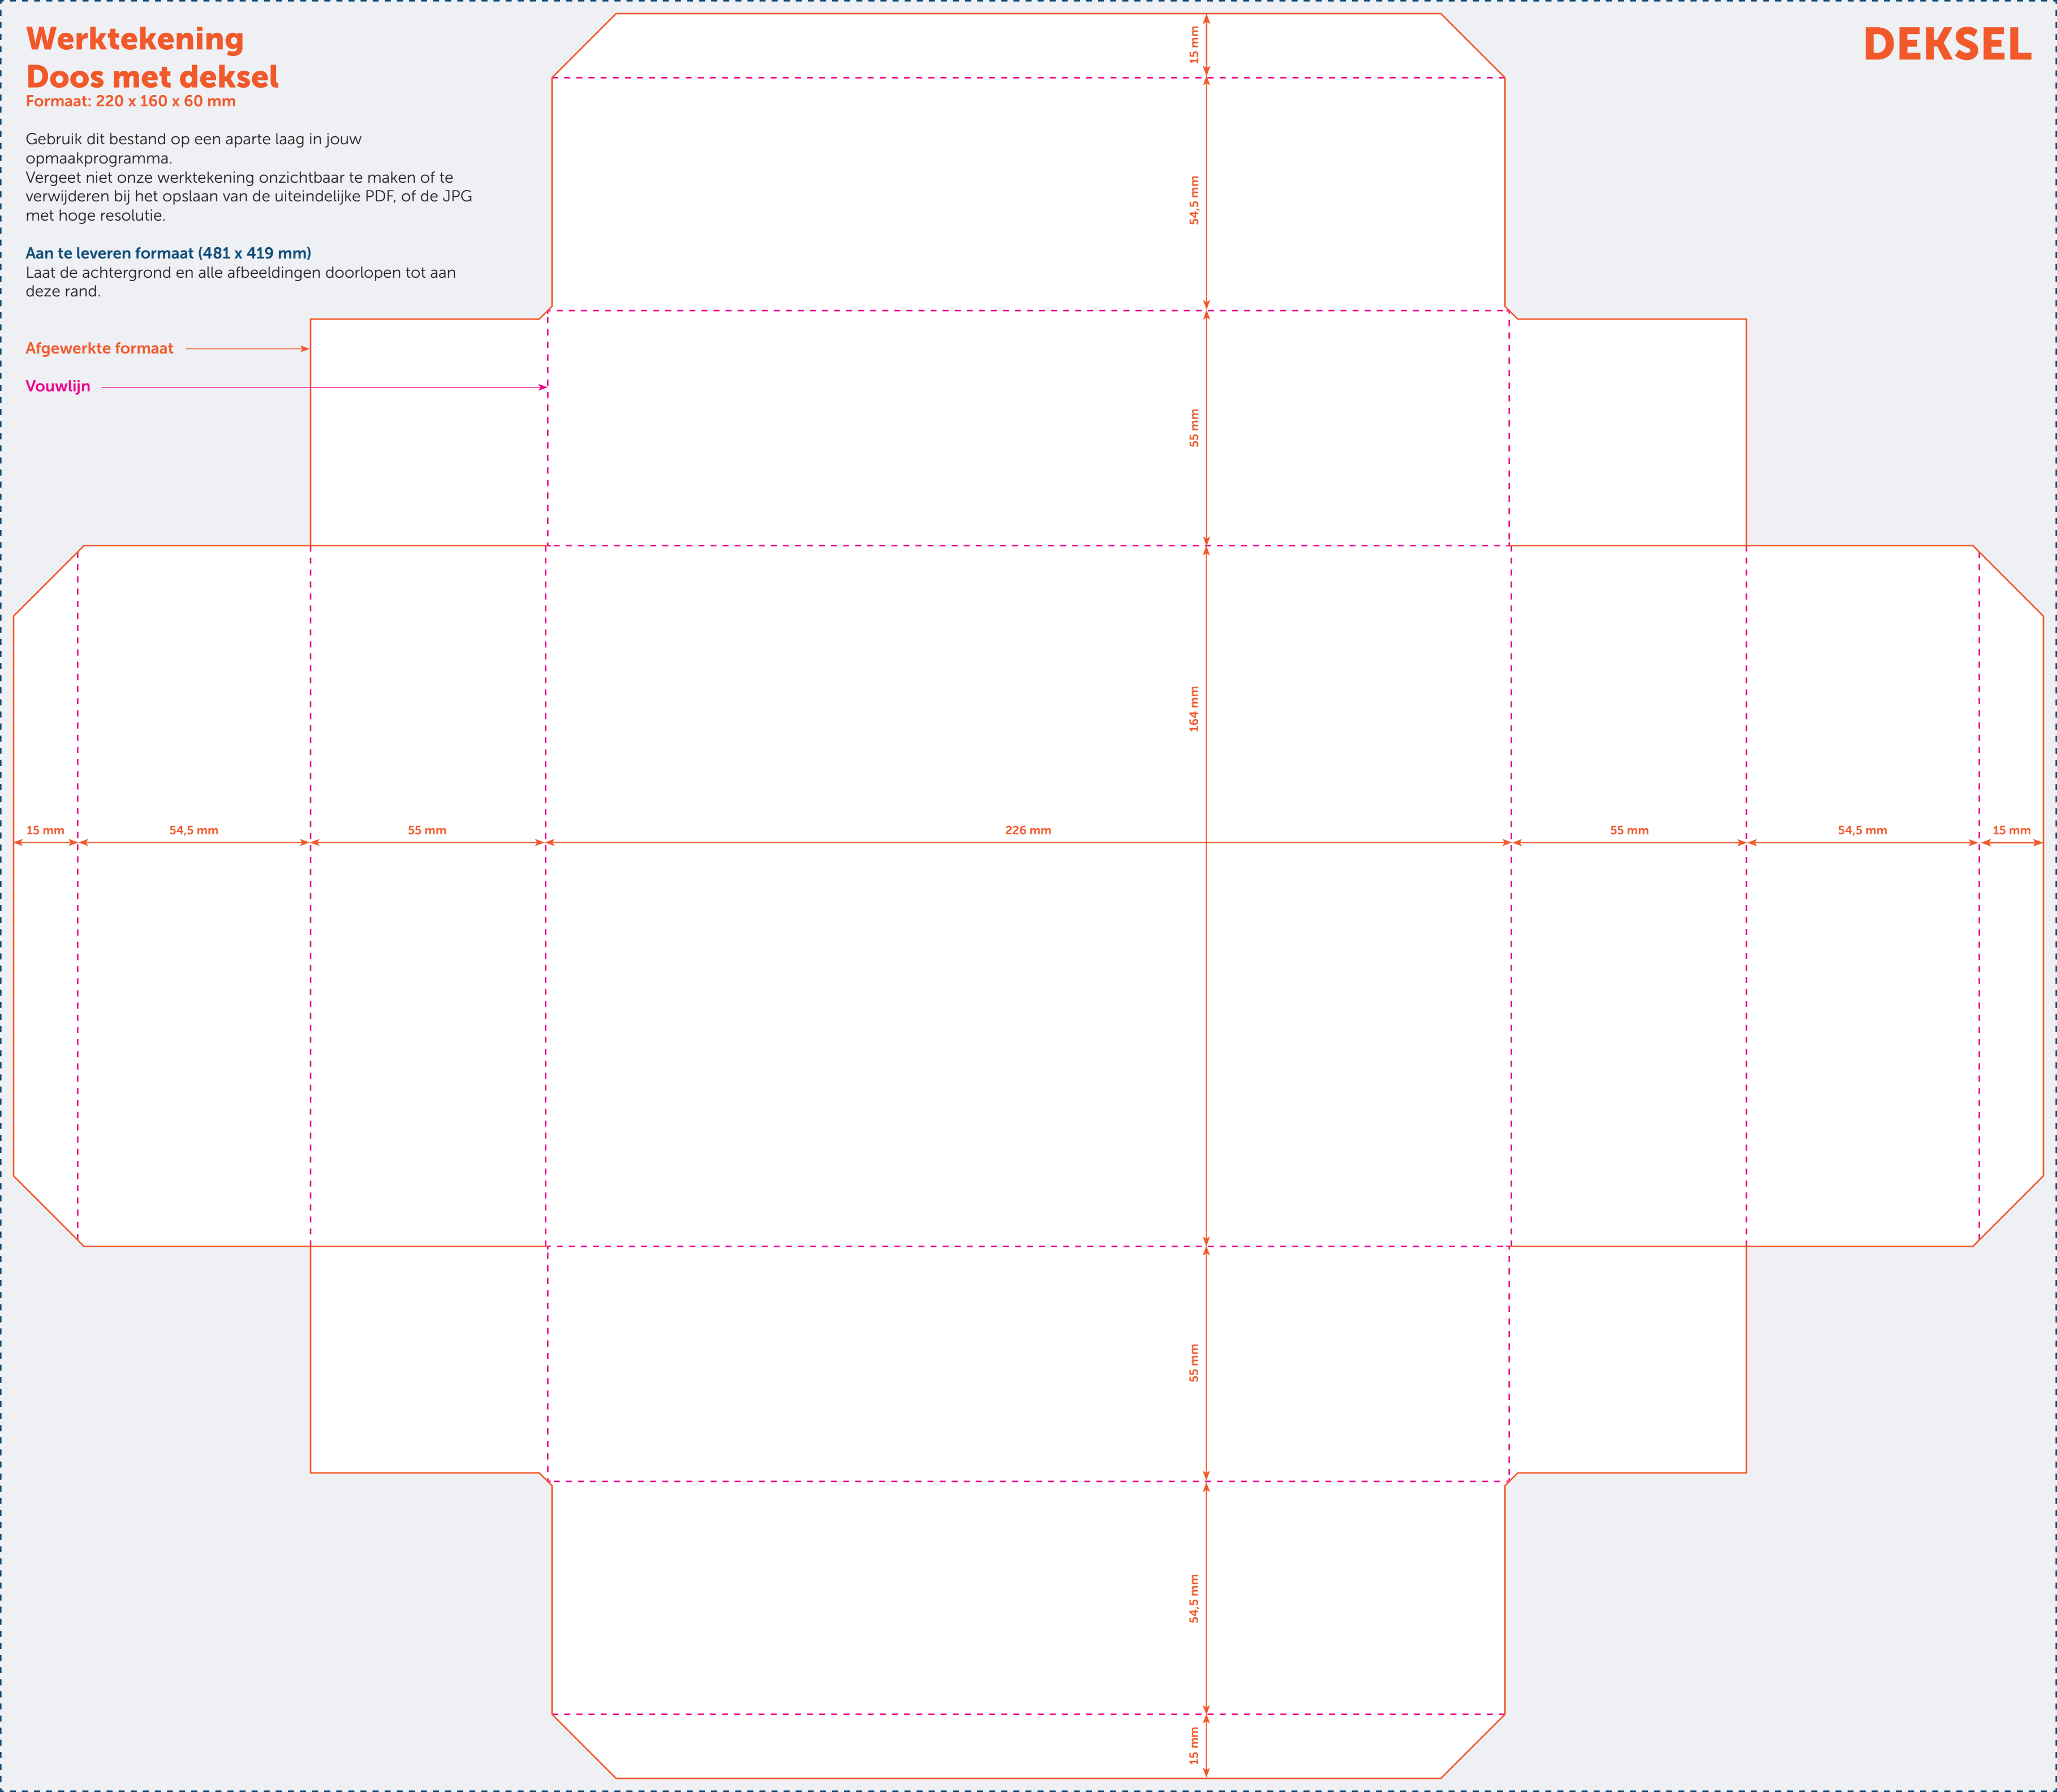 Werktekening
Doos met deksel
Formaat: 220 x 160 x 60 mm
DEKSEL
Gebruik dit bestand op een aparte laag in jouw
opmaakprogramma.
Vergeet niet onze werktekening onzichtbaar te maken of te
verwijderen bij het opslaan van de uiteindelijke PDF, of de JPG
met hoge resolutie.
Aan te leveren formaat (481 x 419 mm)
Laat de achtergrond en alle afbeeldingen doorlopen tot aan
deze rand.
Afgewerkte formaat
Vouwlijn
15 mm
54,5 mm
55 mm
164 mm
15 mm
54,5 mm
55 mm
226 mm
55 mm
54,5 mm
15 mm
55 mm
54,5 mm
15 mm